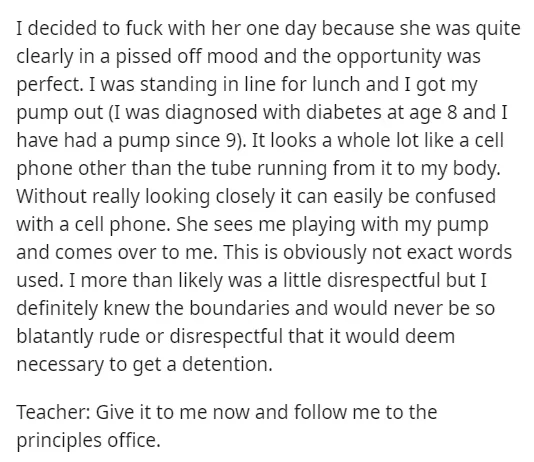 I decided to fuck with her one day because she was quite
clearly in a pissed off mood and the opportunity was
perfect. I was standing in line for lunch and I got my
pump out (I was diagnosed with diabetes at age 8 and I
have had a pump since 9). It looks a whole lot like a cell
phone other than the tube running from it to my body.
Without really looking closely it can easily be confused
with a cell phone. She sees me playing with my pump
and comes over to me. This is obviously not exact words
used. I more than likely was a little disrespectful but I
definitely knew the boundaries and would never be so
blatantly rude or disrespectful that it would deem
necessary to get a detention.
Teacher: Give it to me now and follow me to the
principles office.